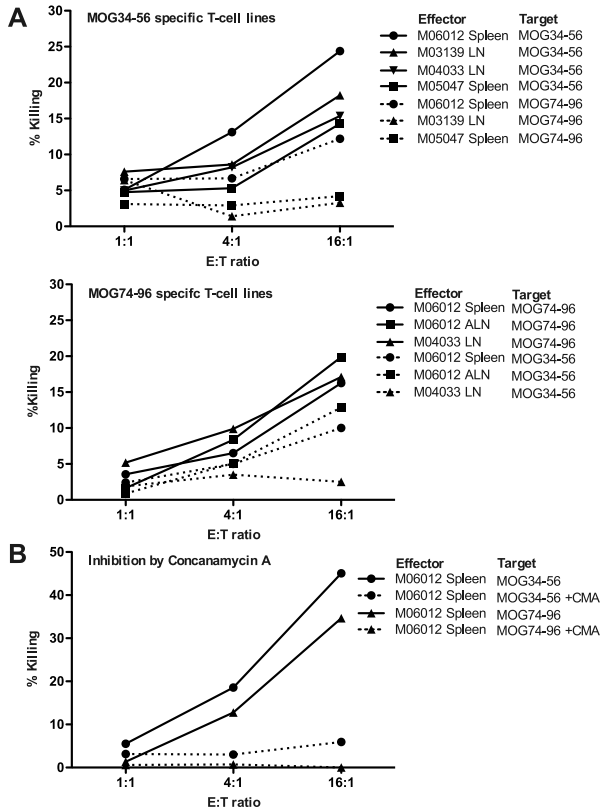 A
MOG34-56 specific T-cell lines
Effector Target
M06012 Spleen MOG34-56
M03139 LN MOG34-56
M04033 LN MOG34-56
M05047 Spleen MOG34-56
M06012 Spleen MOG74-96
M03139 LN MOG74-96
M05047 Spleen MOG74-96
% Killing
30
25
20
15
10
5
0
1:1 4:1 16:1
E:T ratio
MOG74-96 specifc T-cell lines
Effector Target
M06012 Spleen MOG74-96
M06012 ALN MOG74-96
M04033 LN MOG74-96
M06012 Spleen MOG34-56
M06012 ALN MOG34-56
M04033 LN MOG34-56
%Killing
30
25
20
15
10
5
0
1:1 4:1 16:1
E:T ratio
B
Inhibition by Concanamycin A
Effector Target
M06012 Spleen MOG34-56
M06012 Spleen MOG34-56 +CMA
M06012 Spleen MOG74-96
M06012 Spleen MOG74-96 +CMA
% Killing
50
40
30
20
10
0
1:1 4:1 16:1
E:T ratio